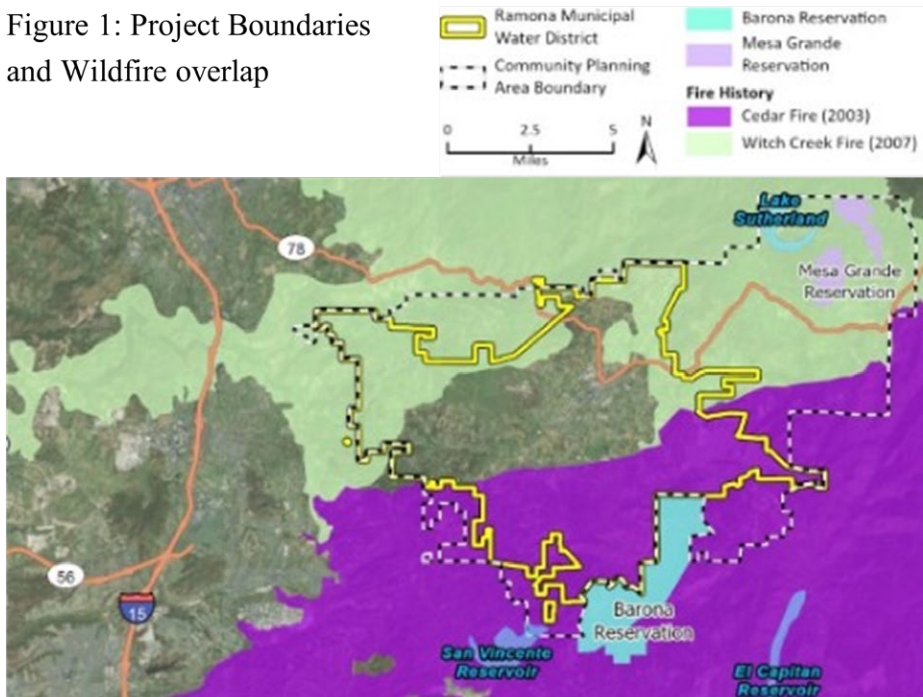 Figure 1: Project Boundaries
and Wildfire overlap
Ramona Municipal
Water District
Community Planning
Area Boundary
0 2.5 5
Miles
N
Barona Reservation
Mesa Grande
Reservation
Fire History
Cedar Fire (2003)
Witch Creek Fire (2007)
Lake
Sutherland
78
Mesa Grande
Reservation
56
15
Barona
Reservation
San Vincente
Reservoir
El Capitan
Reservoir